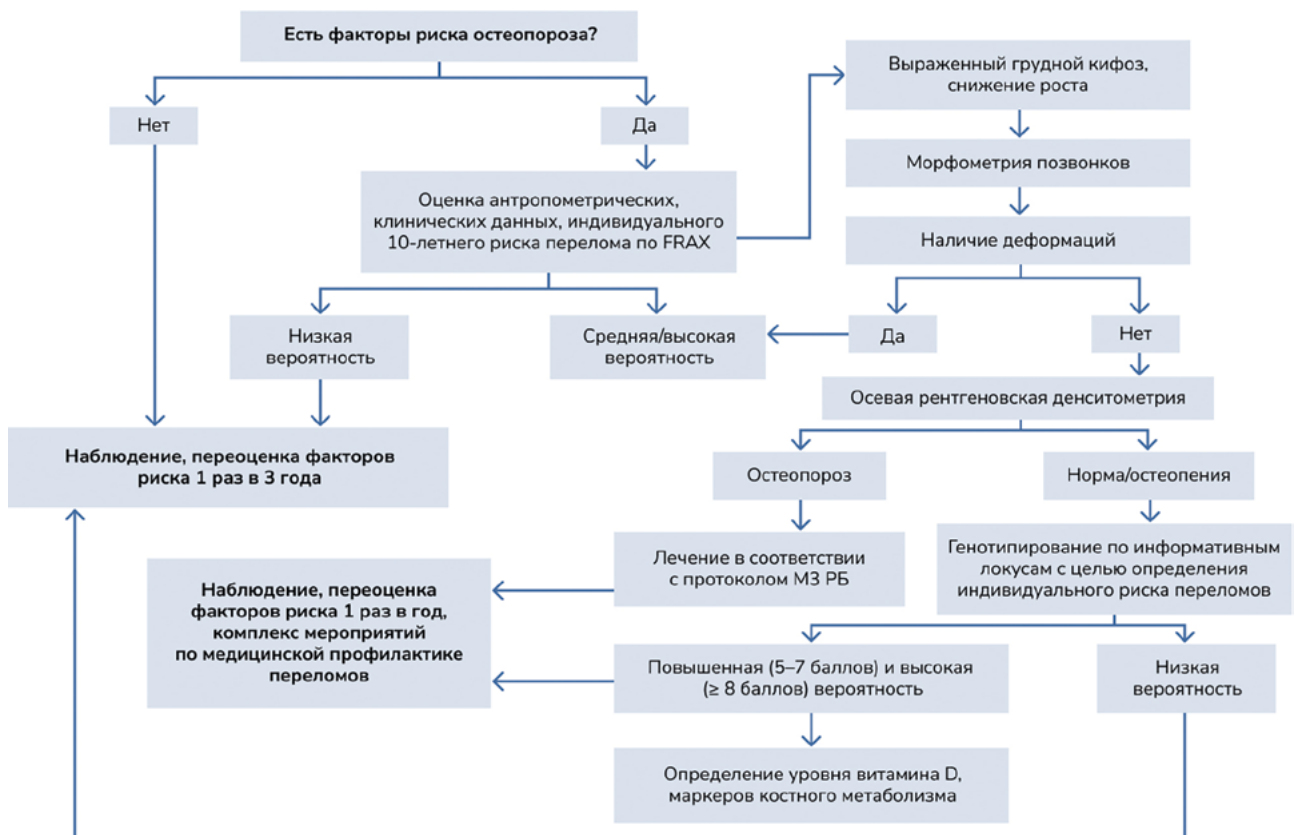 Есть факторы риска остеопороза?
Нет
Да
Оценка антропометрических,
клинических данных, индивидуального
10-летнего риска перелома по FRAX
Выраженный грудной кифоз,
снижение роста
Морфометрия позвонков
Наличие деформаций
Низкая
вероятность
Средняя/высокая
вероятность
Да
Нет
Осевая рентгеновская денситометрия
Наблюдение, переоценка факторов
риска 1 раз в 3 года
Остеопороз
Норма/остеопения
Лечение в соответствии
с протоколом МЗ РБ
Генотипирование по информативным
локусам с целью определения
индивидуального риска переломов
Наблюдение, переоценка
факторов риска 1 раз в год,
комплекс мероприятий
по медицинской профилактике
переломов
Повышенная (5–7 баллов) и высокая
(≥ 8 баллов) вероятность
Низкая
вероятность
Определение уровня витамина D,
маркеров костного метаболизма